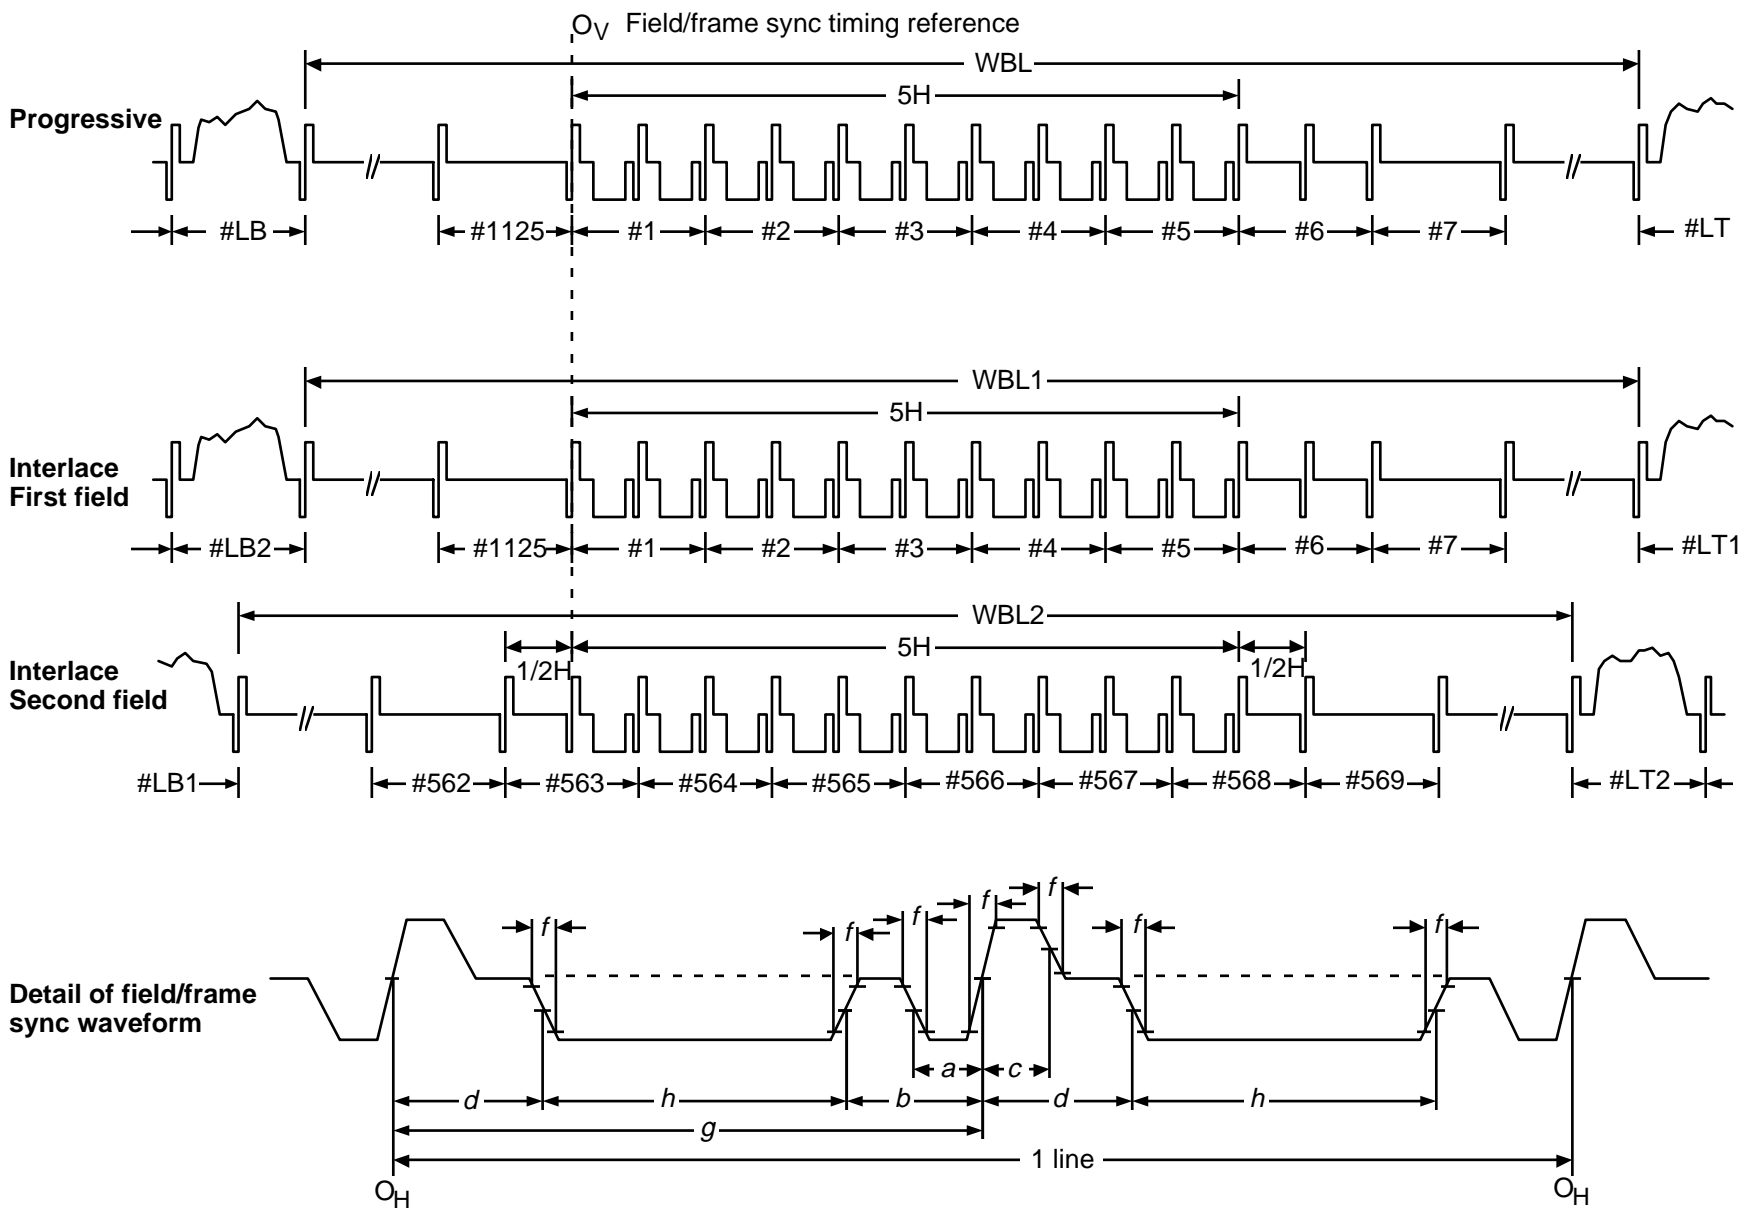 OV Field/frame sync timing reference
WBL
5H
Progressive
#LB #1125 #1 #2 #3 #4 #5 #6 #7 #LT
WBL1
5H
Interlace
First field
#LB2 #1125 #1 #2 #3 #4 #5 #6 #7 #LT1
WBL2
5H
1/2H 1/2H
Interlace
Second field
#LB1 #562 #563 #564 #565 #566 #567 #568 #569 #LT2
f f f f f f f
Detail of field/frame
sync waveform
a c
d h b d h
g
1 line
OH OH